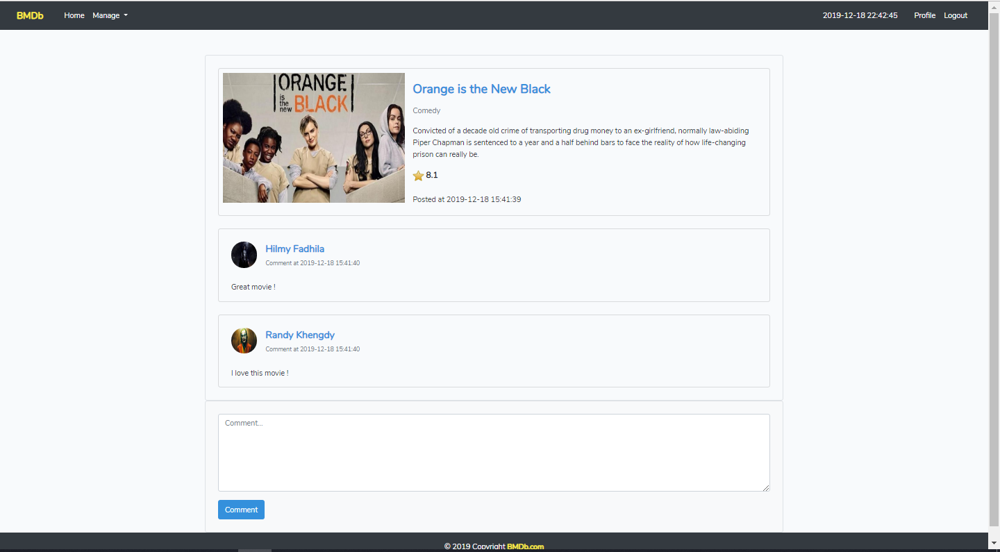 BMDb Home Manage 2019-12-18 22:42:45 Profile Logout
ORANGE
is
the
new BLACK
Orange is the New Black
Comedy
Convicted of a decade old crime of transporting drug money to an ex-girlfriend, normally law-abiding
Piper Chapman is sentenced to a year and a half behind bars to face the reality of how life-changing
prison can really be.
8.1
Posted at 2019-12-18 15:41:39
Hilmy Fadhila
Comment at 2019-12-18 15:41:40
Great movie !
Randy Khengdy
Comment at 2019-12-18 15:41:40
I love this movie !
Comment...
Comment
© 2019 Copyright BMDb.com